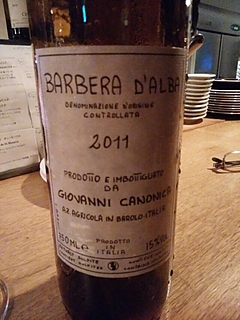 BARBERA D'ALBA
DENOMINAZIONE D'ORIGINE
CONTROLLATA
2011
PRODOTTO E IMBOTTIGLIATO
DA
GIOVANNI CANONICA
AZ. AGRICOLA IN BAROLO-ITALIA
750 ML e PRODOTTO IN ITALIA 15% VOL